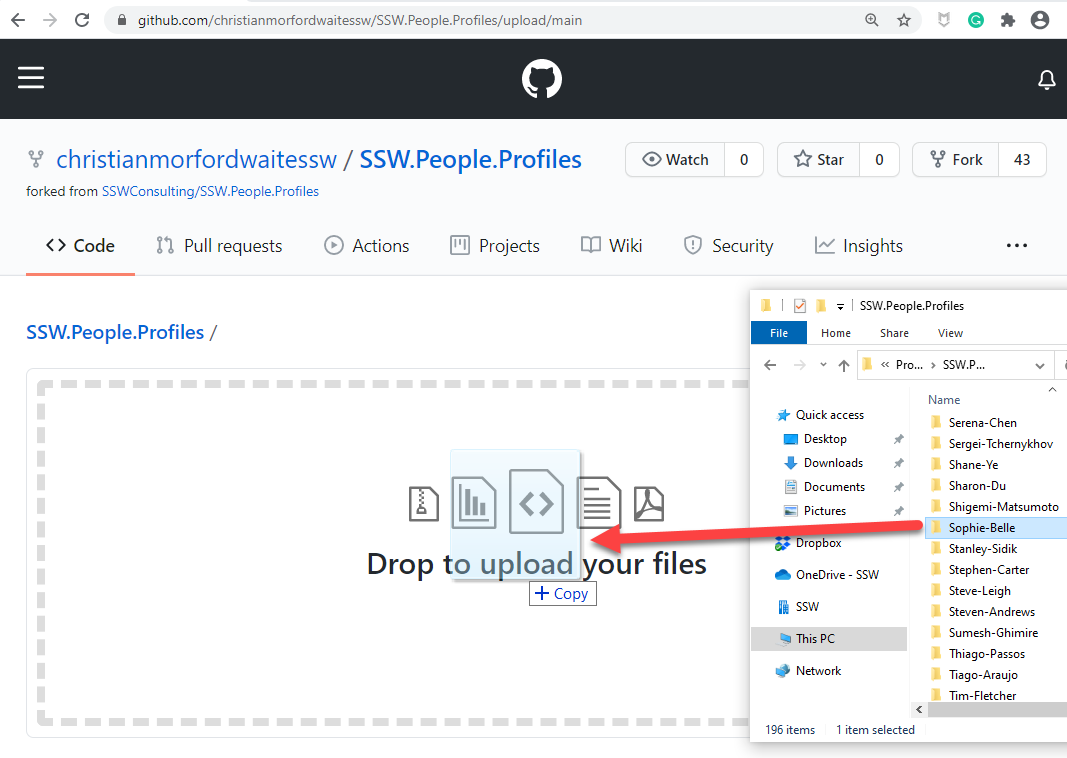 github.com/christianmorfordwaitessw/SSW.People.Profiles/upload/main
christianmorfordwaitessw / SSW.People.Profiles
Watch 0
Star 0
Fork 43
forked from SSWConsulting/SSW.People.Profiles
Code
Pull requests
Actions
Projects
Wiki
Security
Insights
SSW.People.Profiles /
Drop to upload your files
+ Copy
SSW.People.Profiles
File
Home
Share
View
« Pro... › SSW.P...
Quick access
Desktop
Downloads
Documents
Pictures
Dropbox
OneDrive - SSW
SSW
This PC
Network
Name
Serena-Chen
Sergei-Tchernykhov
Shane-Ye
Sharon-Du
Shigemi-Matsumoto
Sophie-Belle
Stanley-Sidik
Stephen-Carter
Steve-Leigh
Steven-Andrews
Sumesh-Ghimire
Thiago-Passos
Tiago-Araujo
Tim-Fletcher
196 items
1 item selected